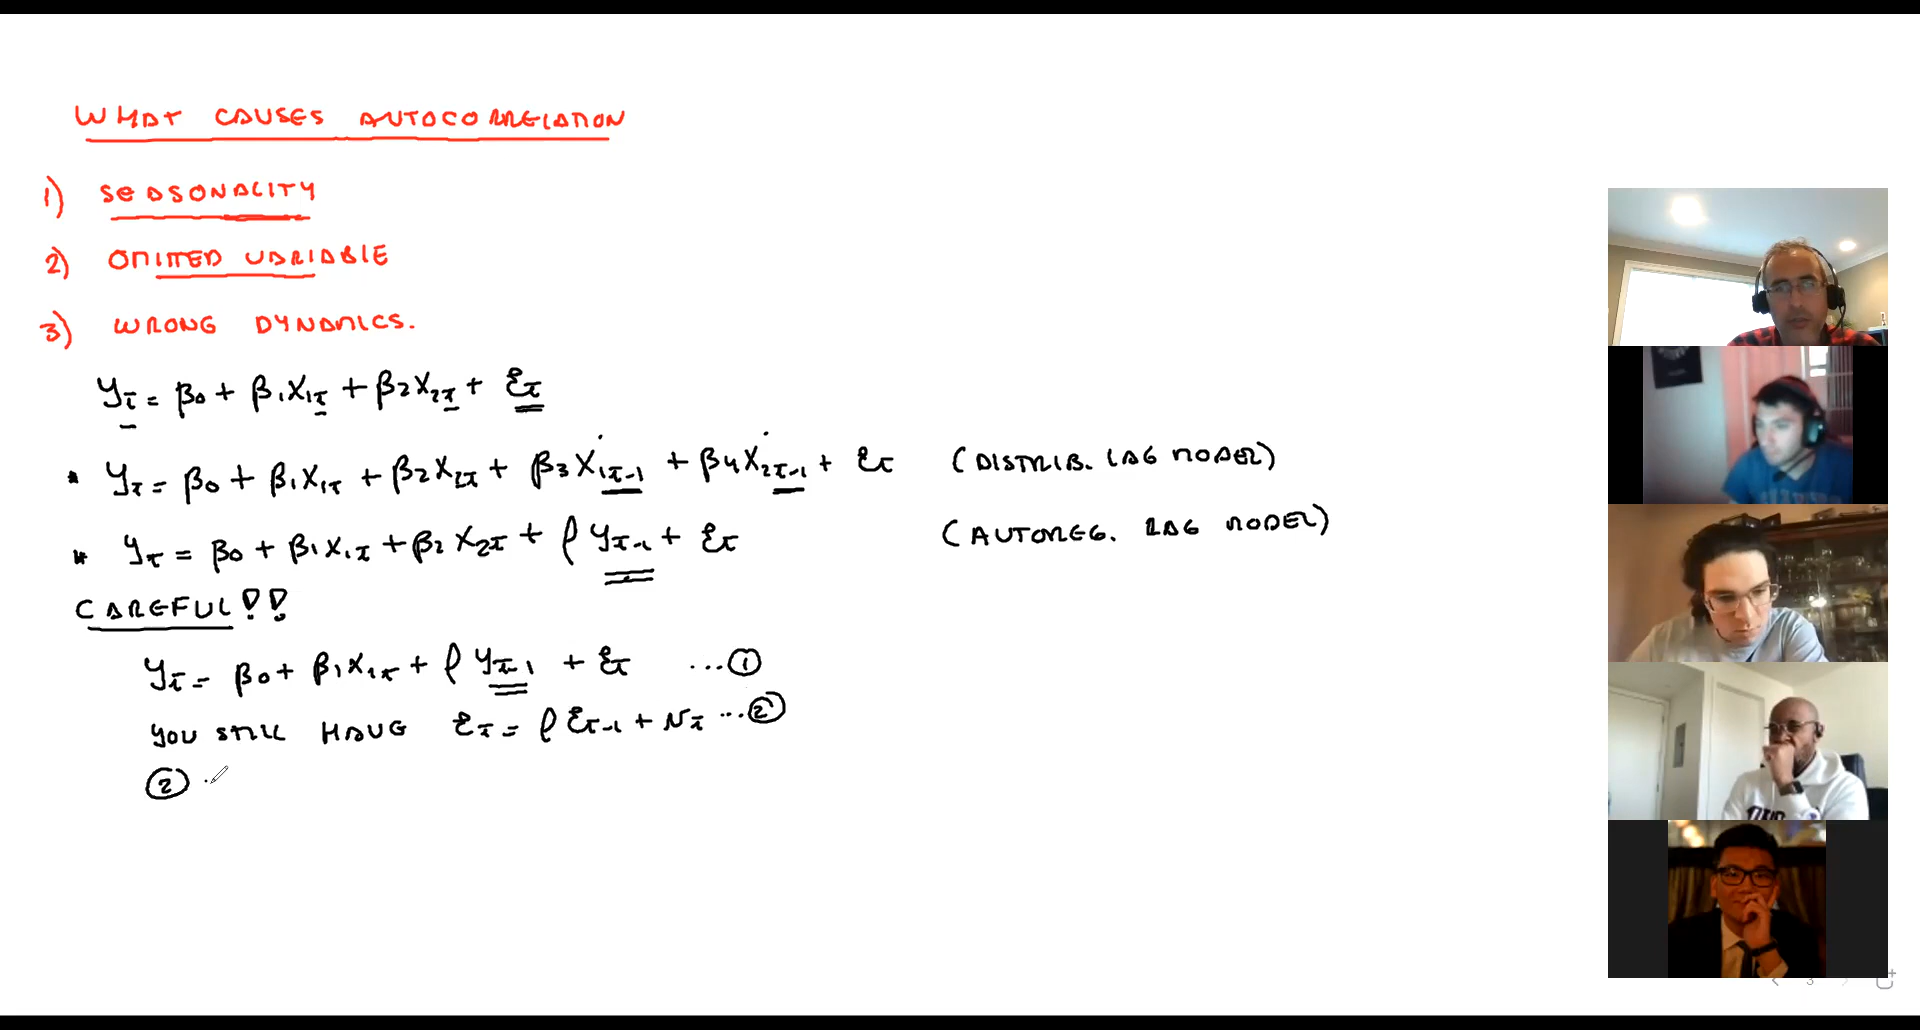 WHAT CAUSES AUTOCORRELATION
1) SEASONALITY
2) OMITTED VARIABLE
3) WRONG DYNAMICS.
Yt = β0 + β1X1t + β2X2t + εt
* Yt = β0 + β1X1t + β2X2t + β3X1t-1 + β4X2t-1 + εt (DISTRIB. LAG MODEL)
* Yt = β0 + β1X1t + β2X2t + ρYt-1 + εt (AUTOREG. LAG MODEL)
CAREFUL!!
Yt = β0 + β1X1t + ρYt-1 + εt ...①
YOU STILL HAVE εt = ρεt-1 + Nt ...②
② .
3